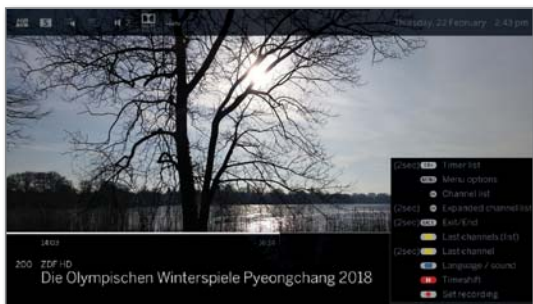 Thursday, 22 February · 2:43 pm
(2sec) Timer list
Menu options
Channel list
(2sec) Expanded channel list
(2sec) Exit/End
Last channels (list)
(2sec) Last channel
Language / sound
Timeshift
Set recording
14:03
200 ZDF HD
Die Olympischen Winterspiele Pyeongchang 2018